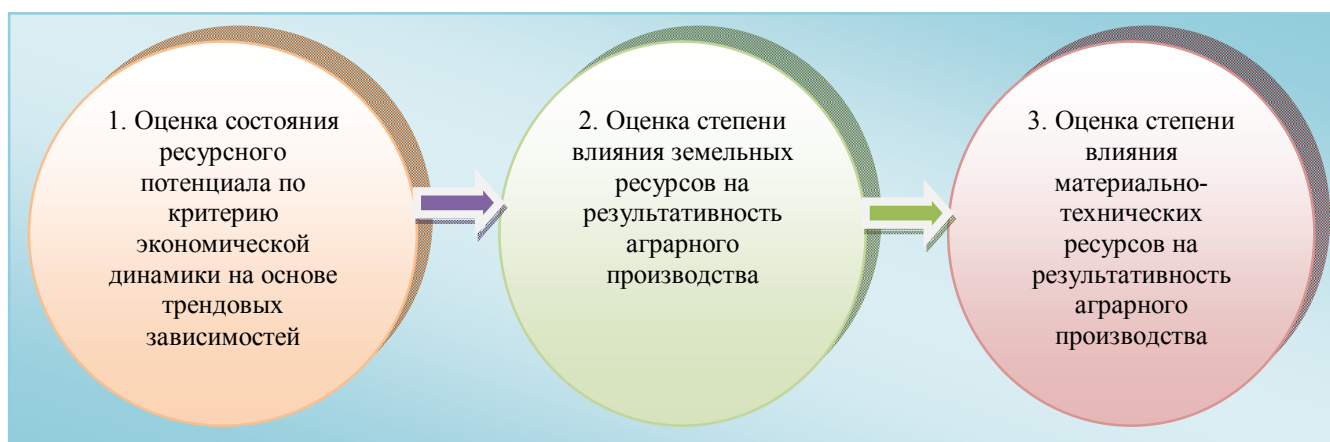 1. Оценка состояния
ресурсного
потенциала по
критерию
экономической
динамики на основе
трендовых
зависимостей
2. Оценка степени
влияния земельных
ресурсов на
результативность
аграрного
производства
3. Оценка степени
влияния
материально-
технических
ресурсов на
результативность
аграрного
производства